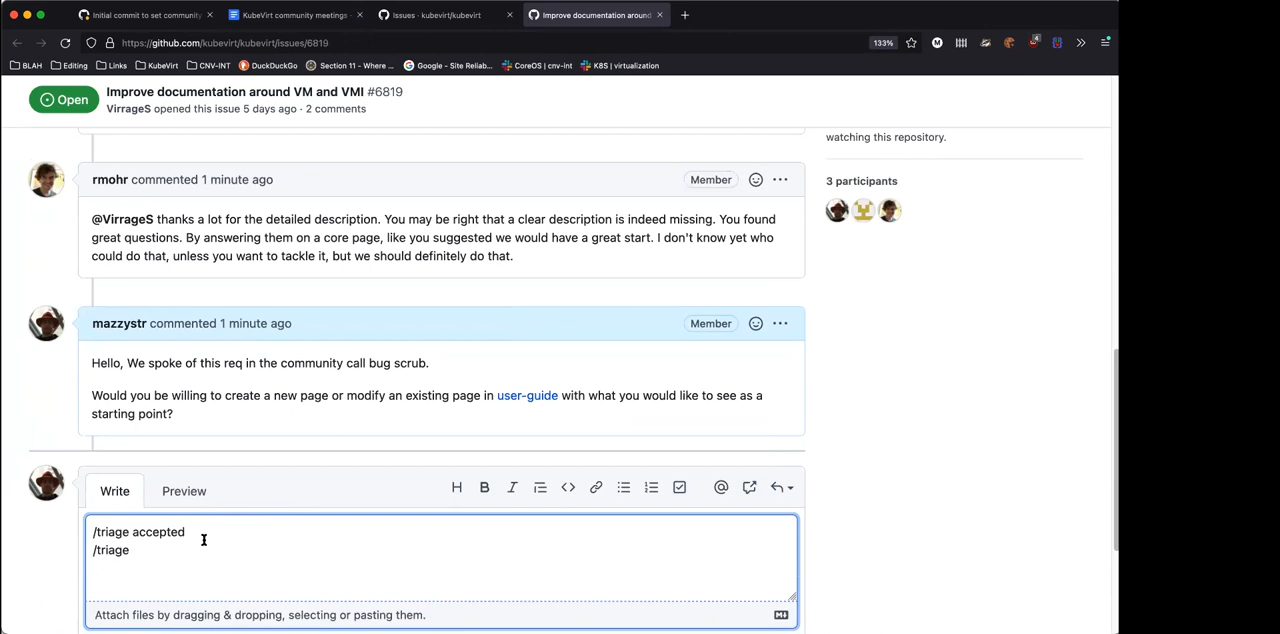 Initial commit to set community
KubeVirt community meetings -
Issues · kubevirt/kubevirt
Improve documentation around
https://github.com/kubevirt/kubevirt/issues/6819
133%
4
BLAH
Editing
Links
KubeVirt
CNV-INT
DuckDuckGo
Section 11 - Where ...
Google - Site Reliab...
CoreOS | cnv-int
K8S | virtualization
Open
Improve documentation around VM and VMI #6819
VirrageS opened this issue 5 days ago · 2 comments
watching this repository.
rmohr commented 1 minute ago
Member
3 participants
@VirrageS thanks a lot for the detailed description. You may be right that a clear description is indeed missing. You found
great questions. By answering them on a core page, like you suggested we would have a great start. I don't know yet who
could do that, unless you want to tackle it, but we should definitely do that.
mazzystr commented 1 minute ago
Member
Hello, We spoke of this req in the community call bug scrub.
Would you be willing to create a new page or modify an existing page in user-guide with what you would like to see as a
starting point?
Write
Preview
/triage accepted
/triage
Attach files by dragging & dropping, selecting or pasting them.